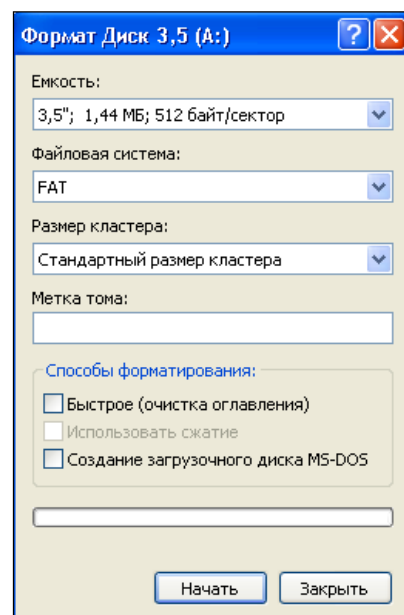 Формат Диск 3,5 (A:)
Емкость:
3,5"; 1,44 МБ; 512 байт/сектор
Файловая система:
FAT
Размер кластера:
Стандартный размер кластера
Метка тома:
Способы форматирования:
Быстрое (очистка оглавления)
Использовать сжатие
Создание загрузочного диска MS-DOS
Начать Закрыть